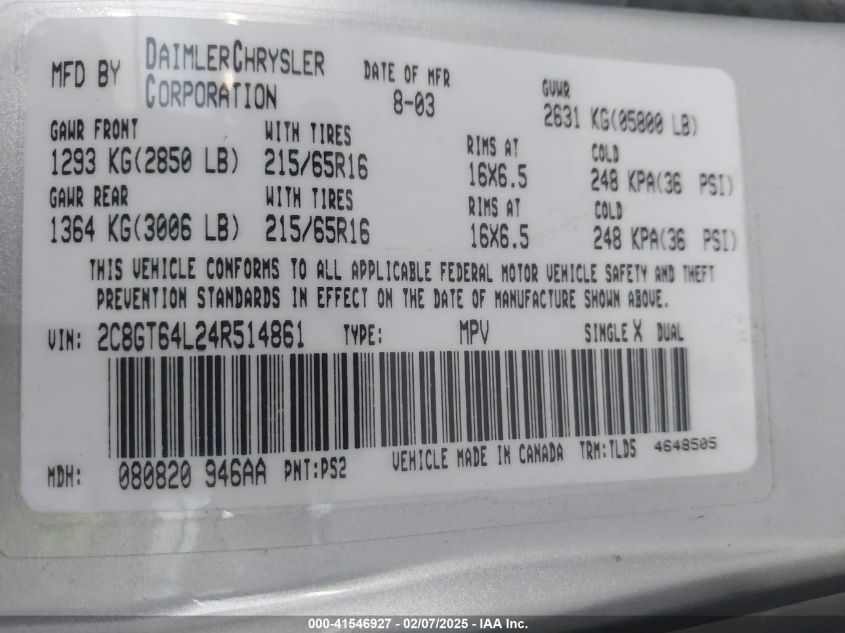 MFD BY DAIMLERCHRYSLER CORPORATION DATE OF MFR 8-03 GVWR 2631 KG(05800 LB)
GAWR FRONT WITH TIRES RIMS AT COLD
1293 KG(2850 LB) 215/65R16 16X6.5 248 KPA(36 PSI)
GAWR REAR WITH TIRES RIMS AT COLD
1364 KG(3006 LB) 215/65R16 16X6.5 248 KPA(36 PSI)
THIS VEHICLE CONFORMS TO ALL APPLICABLE FEDERAL MOTOR VEHICLE SAFETY AND THEFT
PREVENTION STANDARDS IN EFFECT ON THE DATE OF MANUFACTURE SHOWN ABOVE.
VIN: 2C8GT64L24R514861 TYPE: MPV SINGLE X DUAL
MDH: 080820 946AA PNT:PS2 VEHICLE MADE IN CANADA TRM:TLD5 4648505
000-41546927 - 02/07/2025 - IAA Inc.